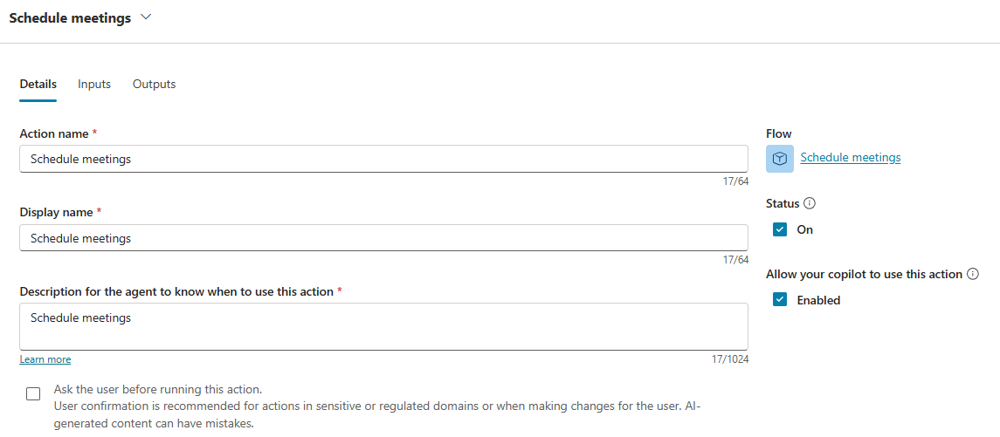 Schedule meetings
Details Inputs Outputs
Action name *
Schedule meetings
17/64
Display name *
Schedule meetings
17/64
Description for the agent to know when to use this action *
Schedule meetings
Learn more
17/1024
Ask the user before running this action.
User confirmation is recommended for actions in sensitive or regulated domains or when making changes for the user. AI-
generated content can have mistakes.
Flow
Schedule meetings
Status
On
Allow your copilot to use this action
Enabled